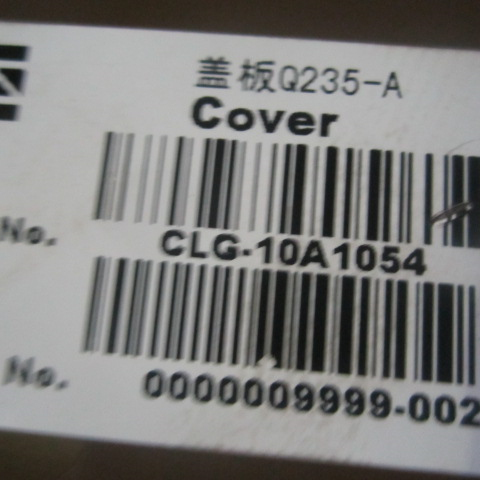 盖板Q235-A
Cover
No. CLG-10A1054
No. 0000009999-002